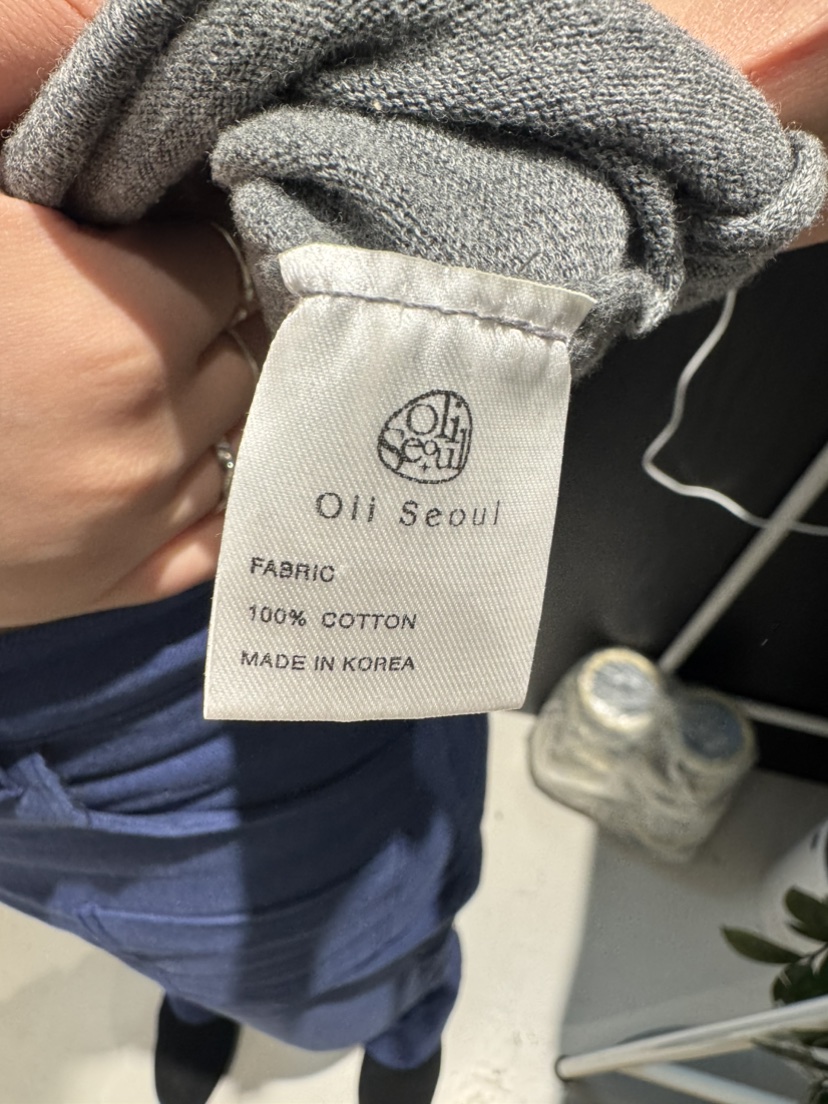 Oli
Seoul
Oli Seoul
FABRIC
100% COTTON
MADE IN KOREA